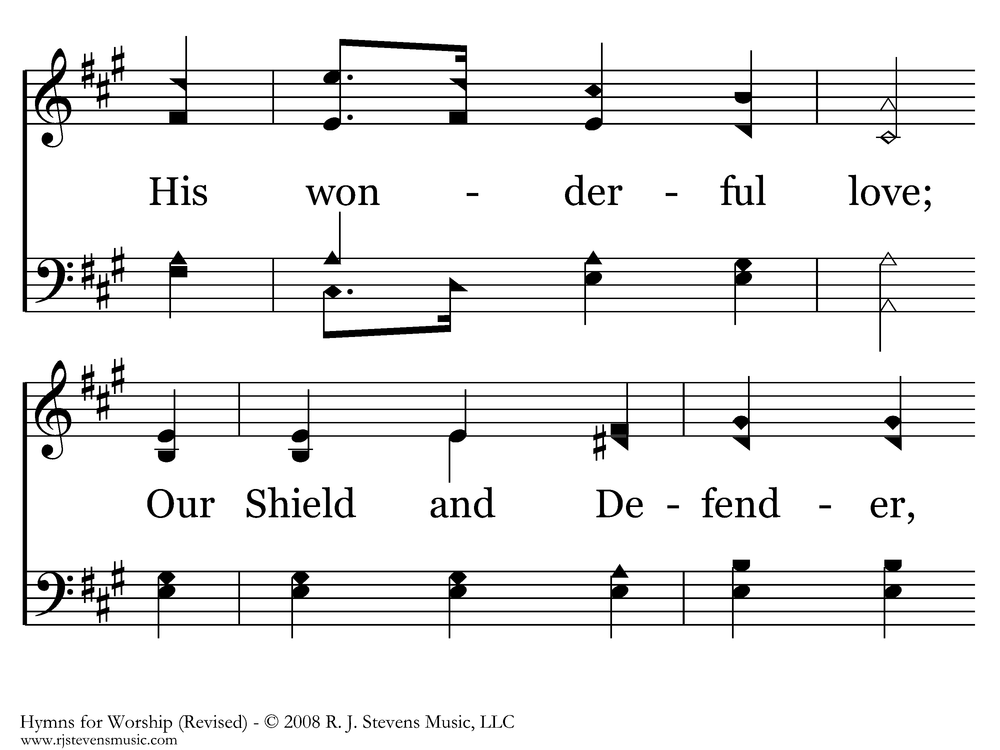 His won - der - ful love;
Our Shield and De - fend - er,
Hymns for Worship (Revised) - © 2008 R. J. Stevens Music, LLC
www.rjstevensmusic.com